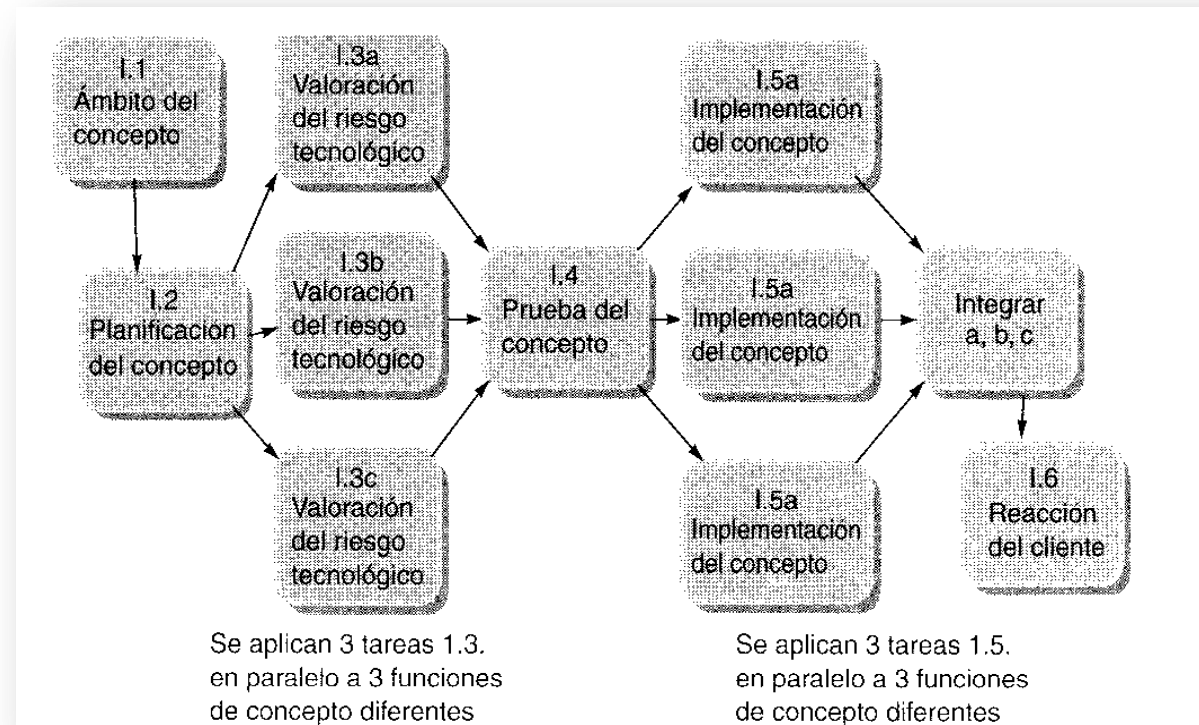 I.1
Ámbito del
concepto
I.2
Planificacion
del concepto
I.3a
Valoración
del riesgo
tecnológico
I.3b
Valoración
del riesgo
tecnológico
I.3c
Valoración
del riesgo
tecnológico
I.4
Prueba del
concepto
I.5a
Implementación
del concepto
I.5a
Implementación
del concepto
I.5a
Implementación
del concepto
Integrar
a, b, c
I.6
Reacción
del cliente
Se aplican 3 tareas 1.3.
en paralelo a 3 funciones
de concepto diferentes
Se aplican 3 tareas 1.5.
en paralelo a 3 funciones
de concepto diferentes